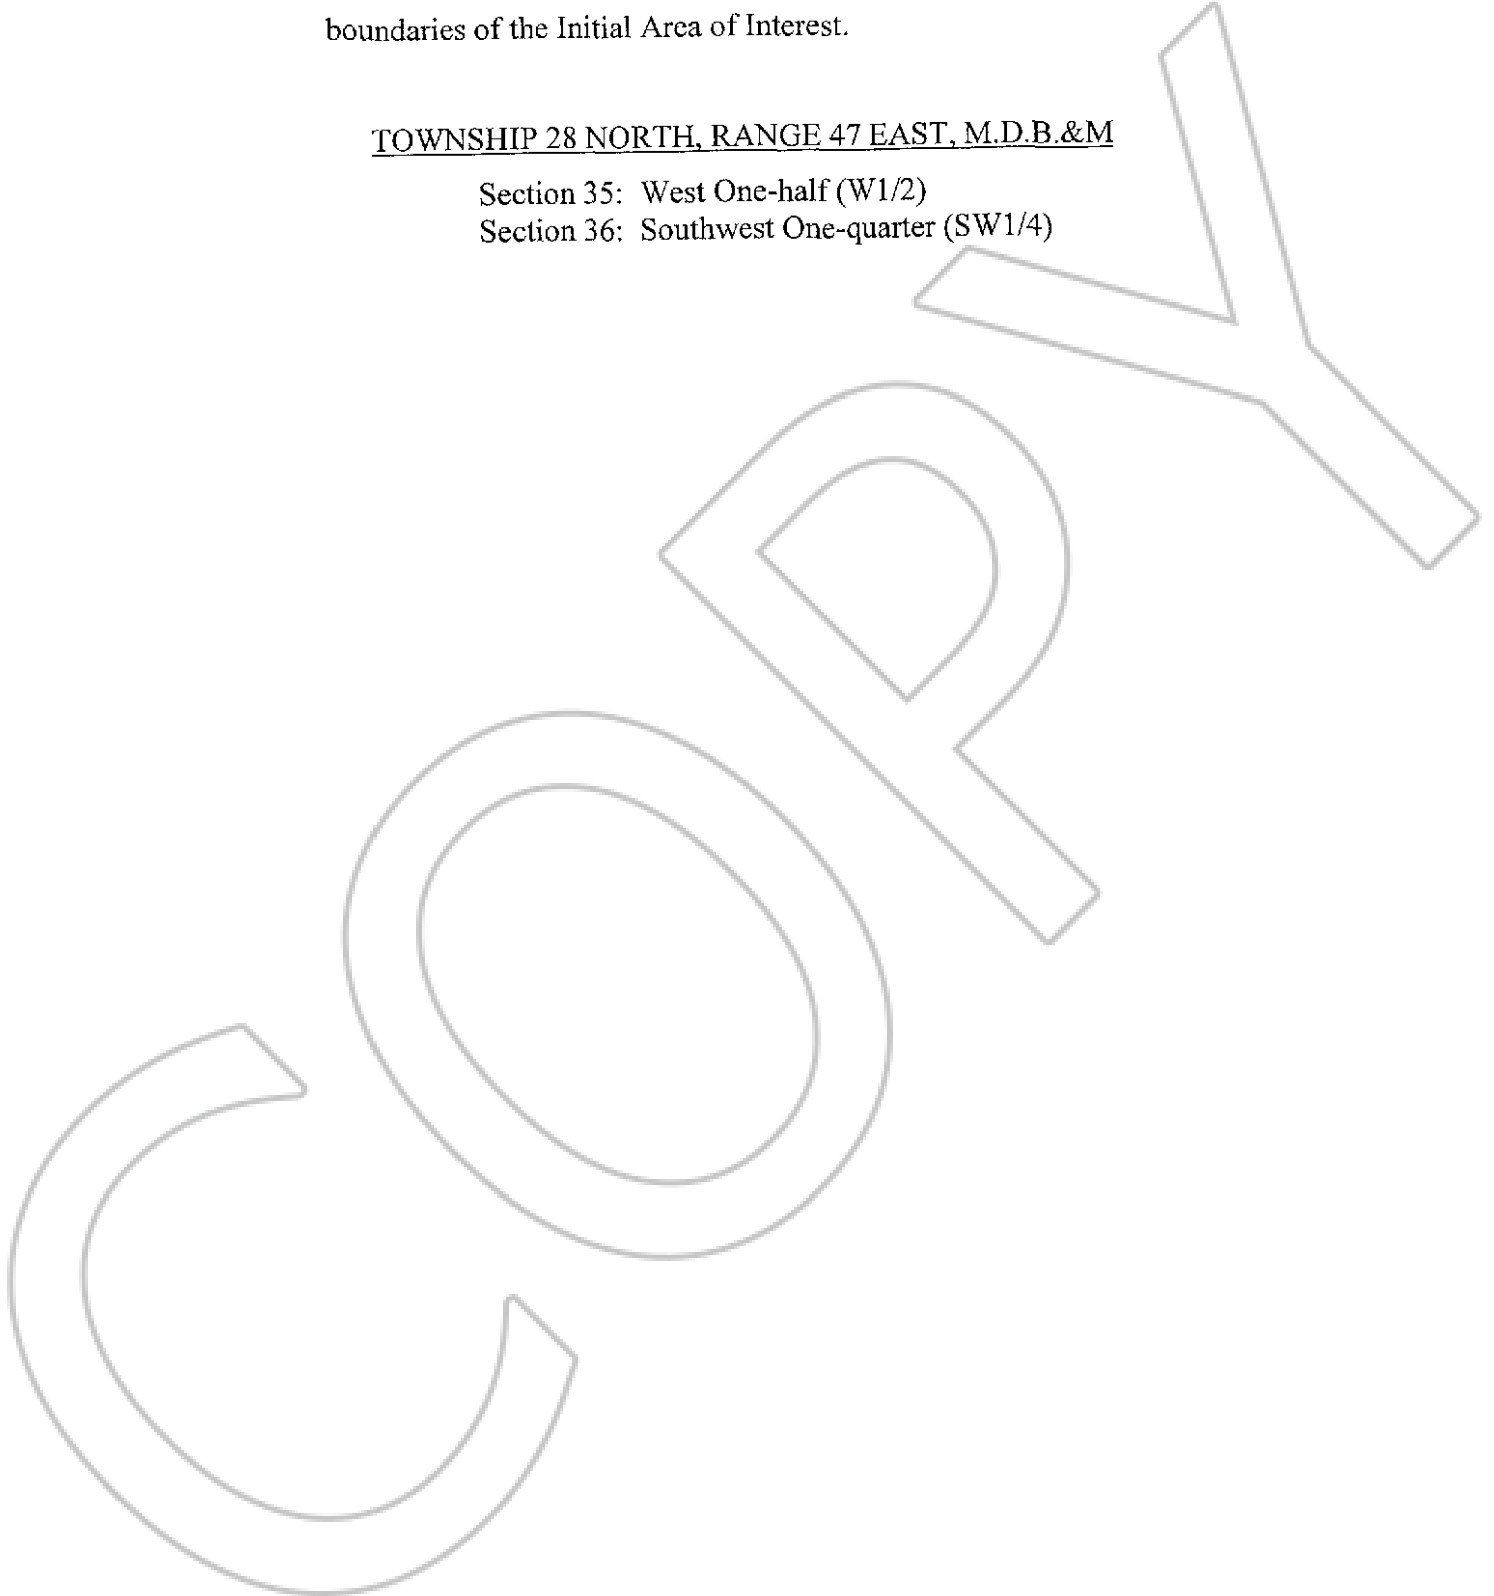 boundaries of the Initial Area of Interest.
TOWNSHIP 28 NORTH, RANGE 47 EAST, M.D.B.&M
Section 35: West One-half (W1/2)
Section 36: Southwest One-quarter (SW1/4)
COPY